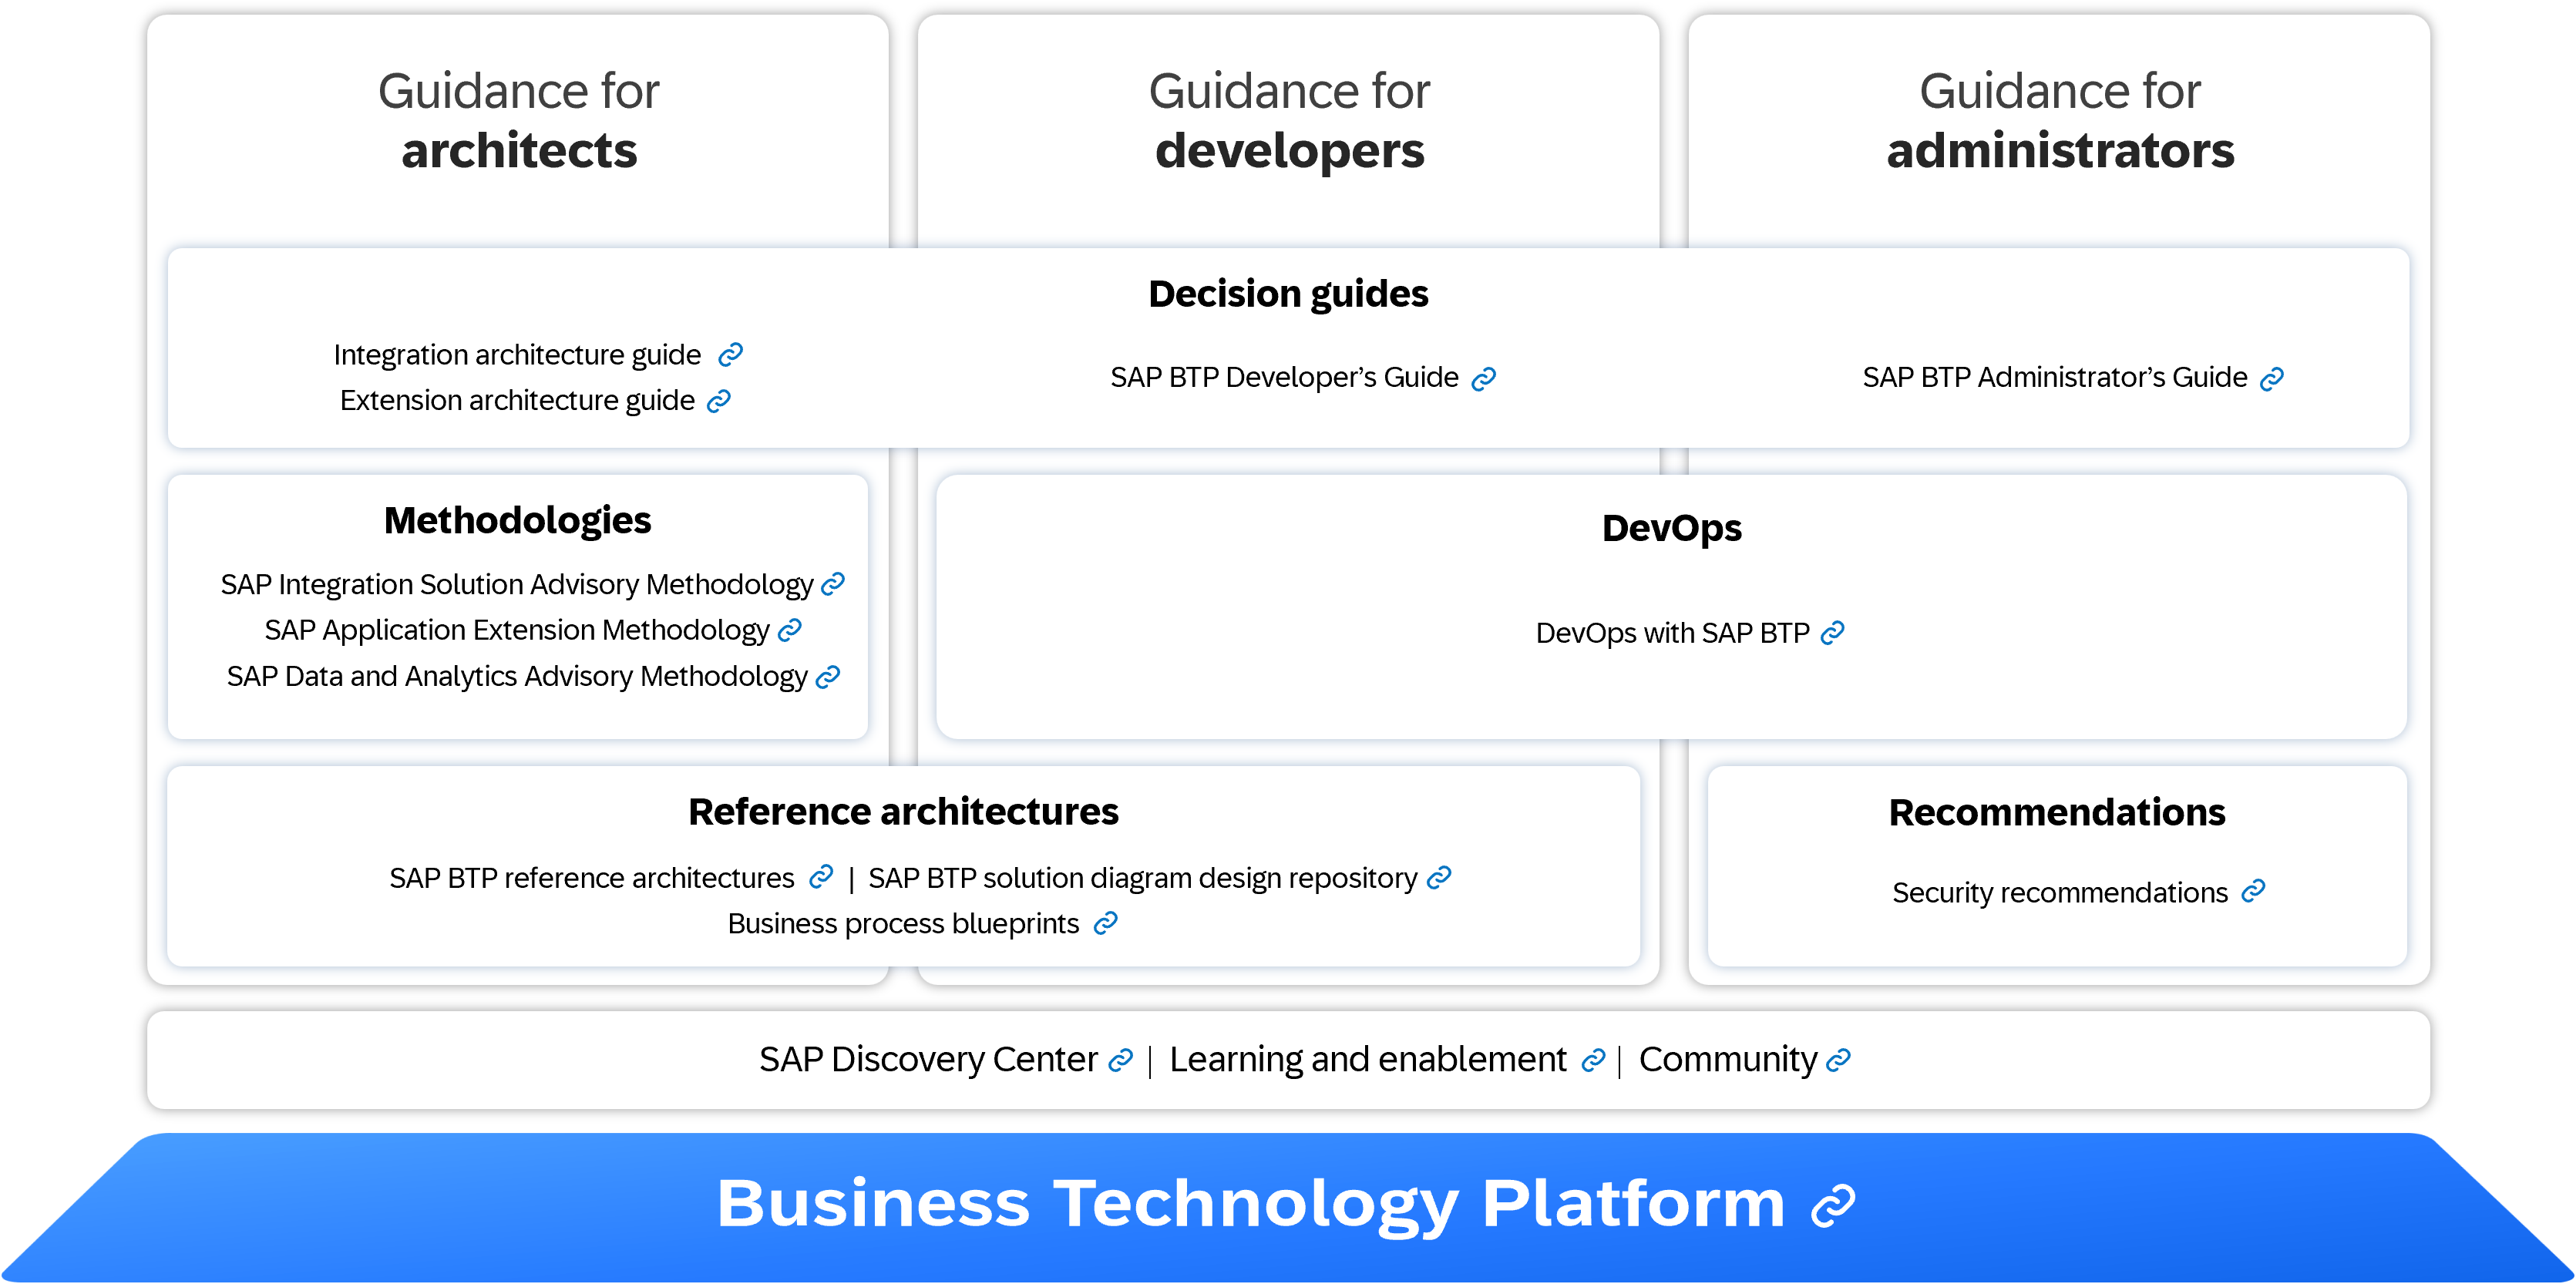 Guidance for
architects
Guidance for
developers
Guidance for
administrators
Decision guides
Integration architecture guide
Extension architecture guide
SAP BTP Developer’s Guide
SAP BTP Administrator’s Guide
Methodologies
SAP Integration Solution Advisory Methodology
SAP Application Extension Methodology
SAP Data and Analytics Advisory Methodology
DevOps
DevOps with SAP BTP
Reference architectures
SAP BTP reference architectures | SAP BTP solution diagram design repository
Business process blueprints
Recommendations
Security recommendations
SAP Discovery Center | Learning and enablement | Community
Business Technology Platform